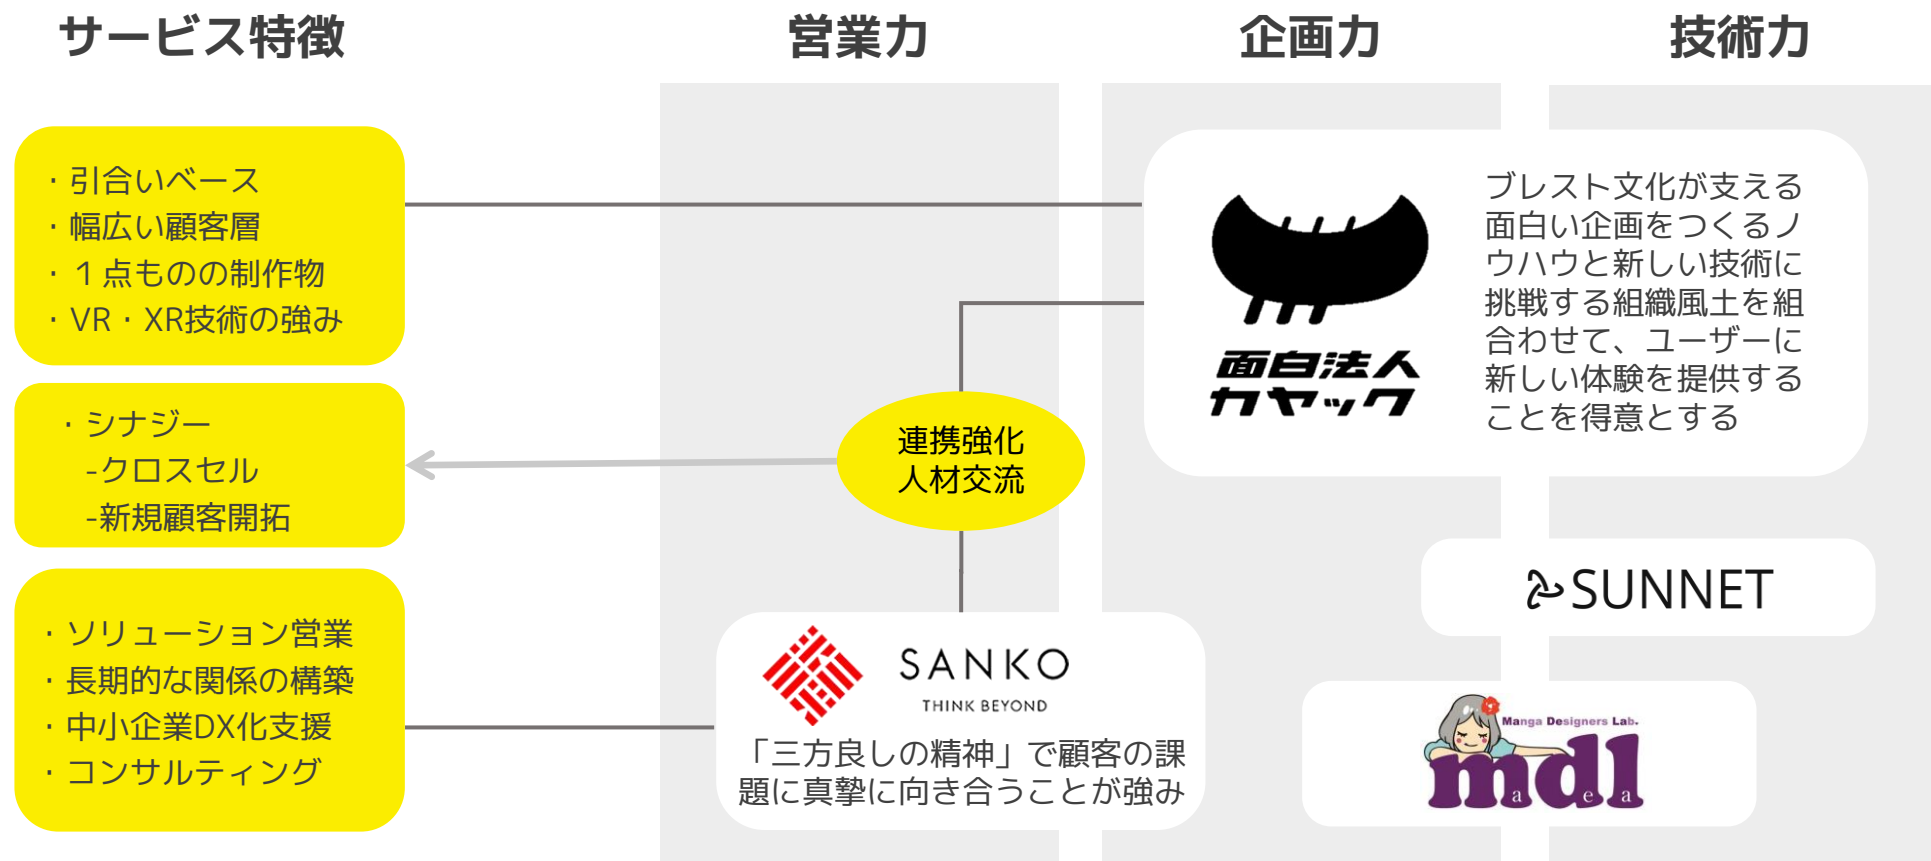 サービス特徴
営業力
企画力
技術力
・引合いベース
・幅広い顧客層
・１点ものの制作物
・VR・XR技術の強み
面白法人
カヤック
ブレスト文化が支える
面白い企画をつくるノ
ウハウと新しい技術に
挑戦する組織風土を組
合わせて、ユーザーに
新しい体験を提供する
ことを得意とする
・シナジー
-クロスセル
-新規顧客開拓
連携強化
人材交流
SUNNET
・ソリューション営業
・長期的な関係の構築
・中小企業DX化支援
・コンサルティング
SANKO
THINK BEYOND
「三方良しの精神」で顧客の課
題に真摯に向き合うことが強み
Manga Designers Lab.
mdl
a e a